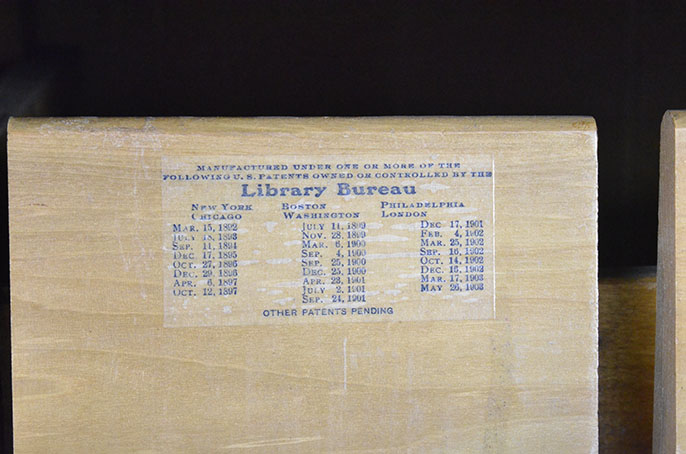 MANUFACTURED UNDER ONE OR MORE OF THE
FOLLOWING U.S. PATENTS OWNED OR CONTROLLED BY THE
Library Bureau
NEW YORK BOSTON PHILADELPHIA
CHICAGO WASHINGTON LONDON
MAR. 15, 1892 JULY 11, 1899 DEC 17, 1901
JULY 18, 1893 NOV. 28, 1899 FEB. 4, 1902
SEP. 11, 1894 MAR. 6, 1900 MAR. 25, 1902
DEC 17, 1895 SEP. 4, 1900 SEP. 16, 1902
OCT. 27, 1896 SEP. 25, 1900 OCT. 14, 1902
DEC. 29, 1896 DEC. 25, 1900 DEC. 16, 1902
APR. 6, 1897 APR. 23, 1901 MAR. 17, 1903
OCT. 12, 1897 JULY 2, 1901 MAY 26, 1903
SEP. 24, 1901
OTHER PATENTS PENDING